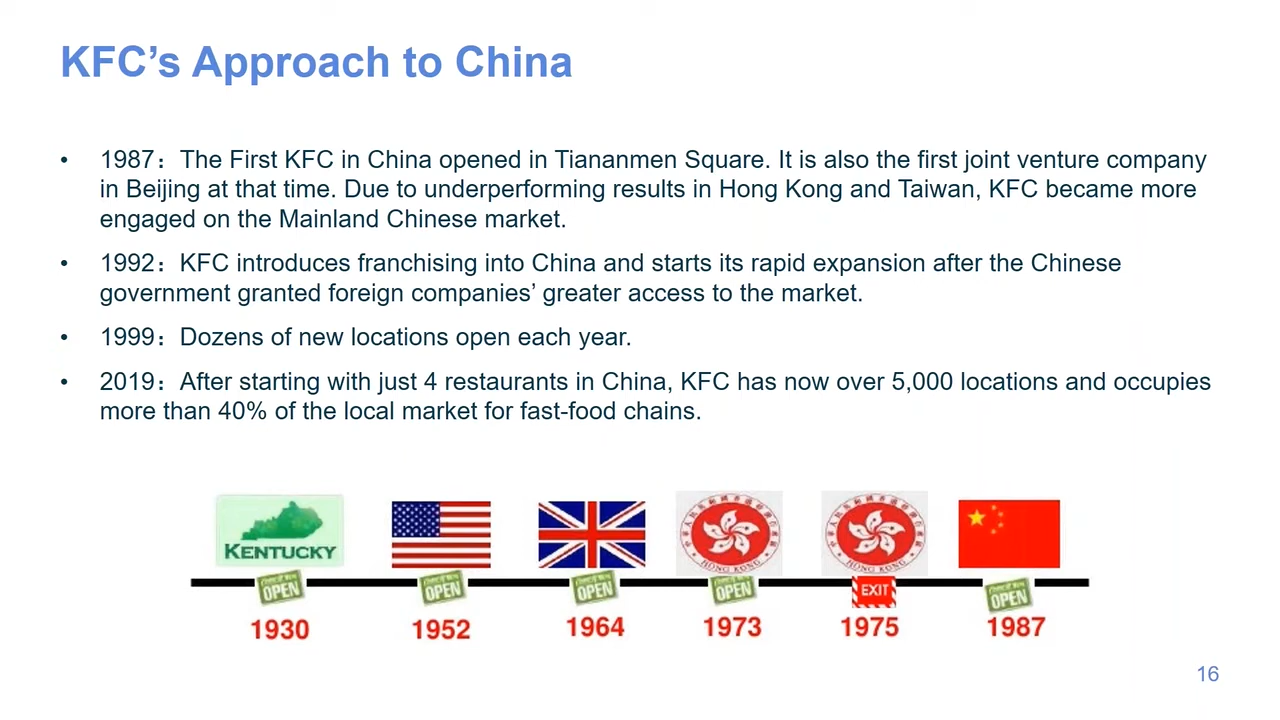 KFC’s Approach to China
• 1987：The First KFC in China opened in Tiananmen Square. It is also the first joint venture company
in Beijing at that time. Due to underperforming results in Hong Kong and Taiwan, KFC became more
engaged on the Mainland Chinese market.
• 1992：KFC introduces franchising into China and starts its rapid expansion after the Chinese
government granted foreign companies’ greater access to the market.
• 1999：Dozens of new locations open each year.
• 2019：After starting with just 4 restaurants in China, KFC has now over 5,000 locations and occupies
more than 40% of the local market for fast-food chains.
KENTUCKY
HONG KONG
HONG KONG
OPEN
OPEN
OPEN
OPEN
EXIT
OPEN
1930
1952
1964
1973
1975
1987
16